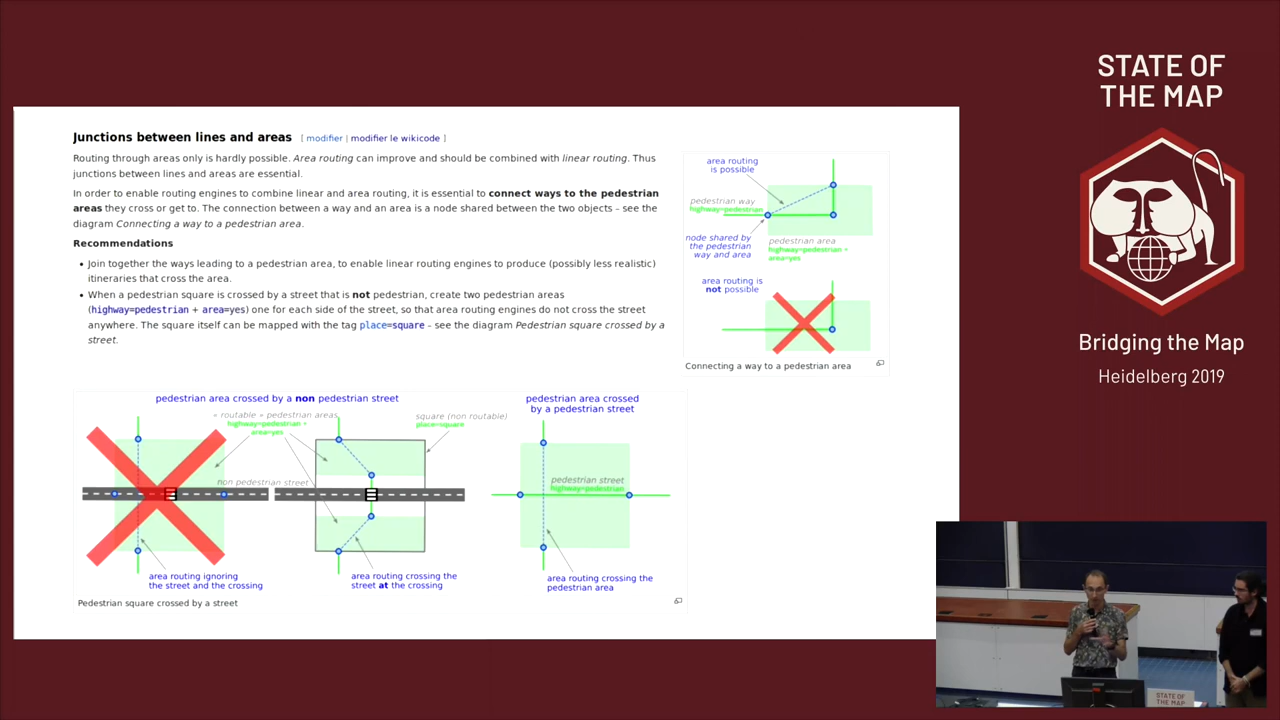 STATE OF
THE MAP
Bridging the Map
Heidelberg 2019
Junctions between lines and areas [ modifier | modifier le wikicode ]
Routing through areas only is hardly possible. Area routing can improve and should be combined with linear routing. Thus
junctions between lines and areas are essential.
In order to enable routing engines to combine linear and area routing, it is essential to connect ways to the pedestrian
areas they cross or get to. The connection between a way and an area is a node shared between the two objects – see the
diagram Connecting a way to a pedestrian area.
Recommendations
• Join together the ways leading to a pedestrian area, to enable linear routing engines to produce (possibly less realistic)
itineraries that cross the area.
• When a pedestrian square is crossed by a street that is not pedestrian, create two pedestrian areas
(highway=pedestrian + area=yes) one for each side of the street, so that area routing engines do not cross the street
anywhere. The square itself can be mapped with the tag place=square – see the diagram Pedestrian square crossed by a
street.
area routing
is possible
pedestrian way
highway=pedestrian
node shared by
the pedestrian
way and area
pedestrian area
highway=pedestrian +
area=yes
area routing is
not possible
Connecting a way to a pedestrian area
pedestrian area crossed by a non pedestrian street
« routable » pedestrian areas
highway=pedestrian +
area=yes
square (non routable)
place=square
non pedestrian street
area routing ignoring
the street and the crossing
area routing crossing the
street at the crossing
pedestrian area crossed
by a pedestrian street
pedestrian street
highway=pedestrian
area routing crossing the
pedestrian area
Pedestrian square crossed by a street
STATE OF
THE MAP